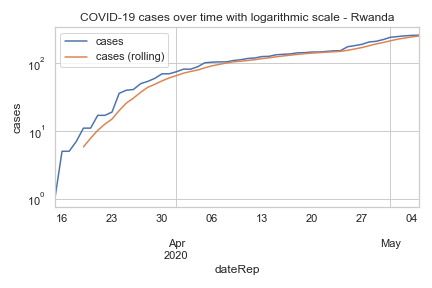 COVID-19 cases over time with logarithmic scale - Rwanda
cases
cases (rolling)
10²
10¹
10⁰
cases
16 23 30 06 13 20 27 04
Apr May
2020
dateRep